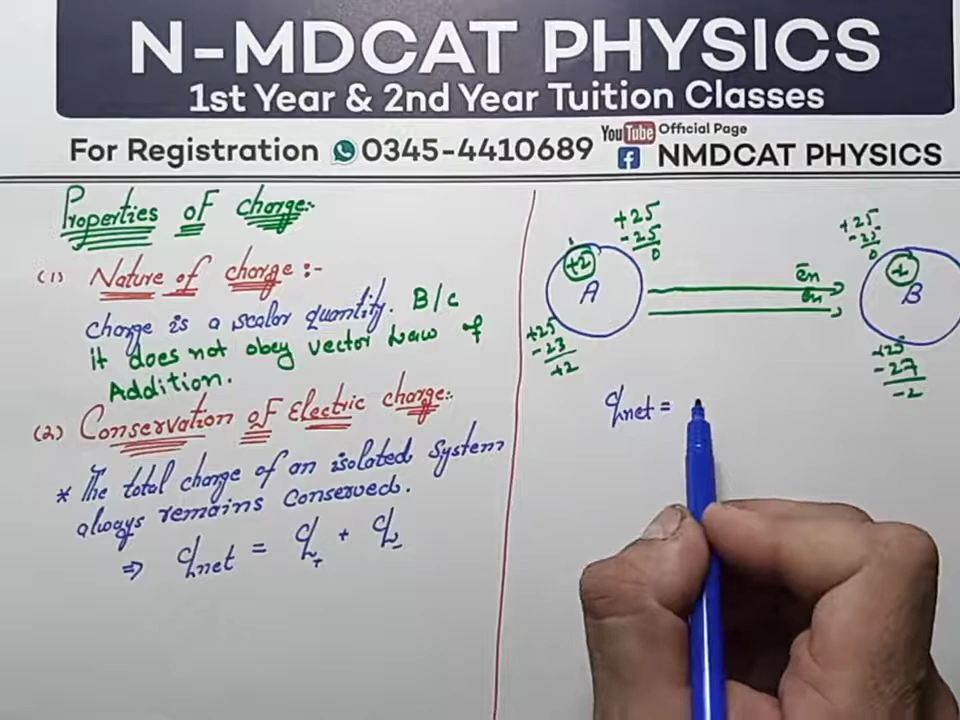 N-MDCAT PHYSICS
1st Year & 2nd Year Tuition Classes
For Registration 0345-4410689
YouTube Official Page
NMDCAT PHYSICS
Properties of charge:-
(1) Nature of charge:-
Charge is a scalar quantity. B/c
it does not obey vector Law of
Addition.
(2) Conservation of Electric charge:-
* The total charge of an isolated system
always remains conserved.
⇒ qnet = q+ + q-
+25
-25
0
A
+25
-23
+2
en
en
+25
-25
0
B
+25
-27
-2
qnet =